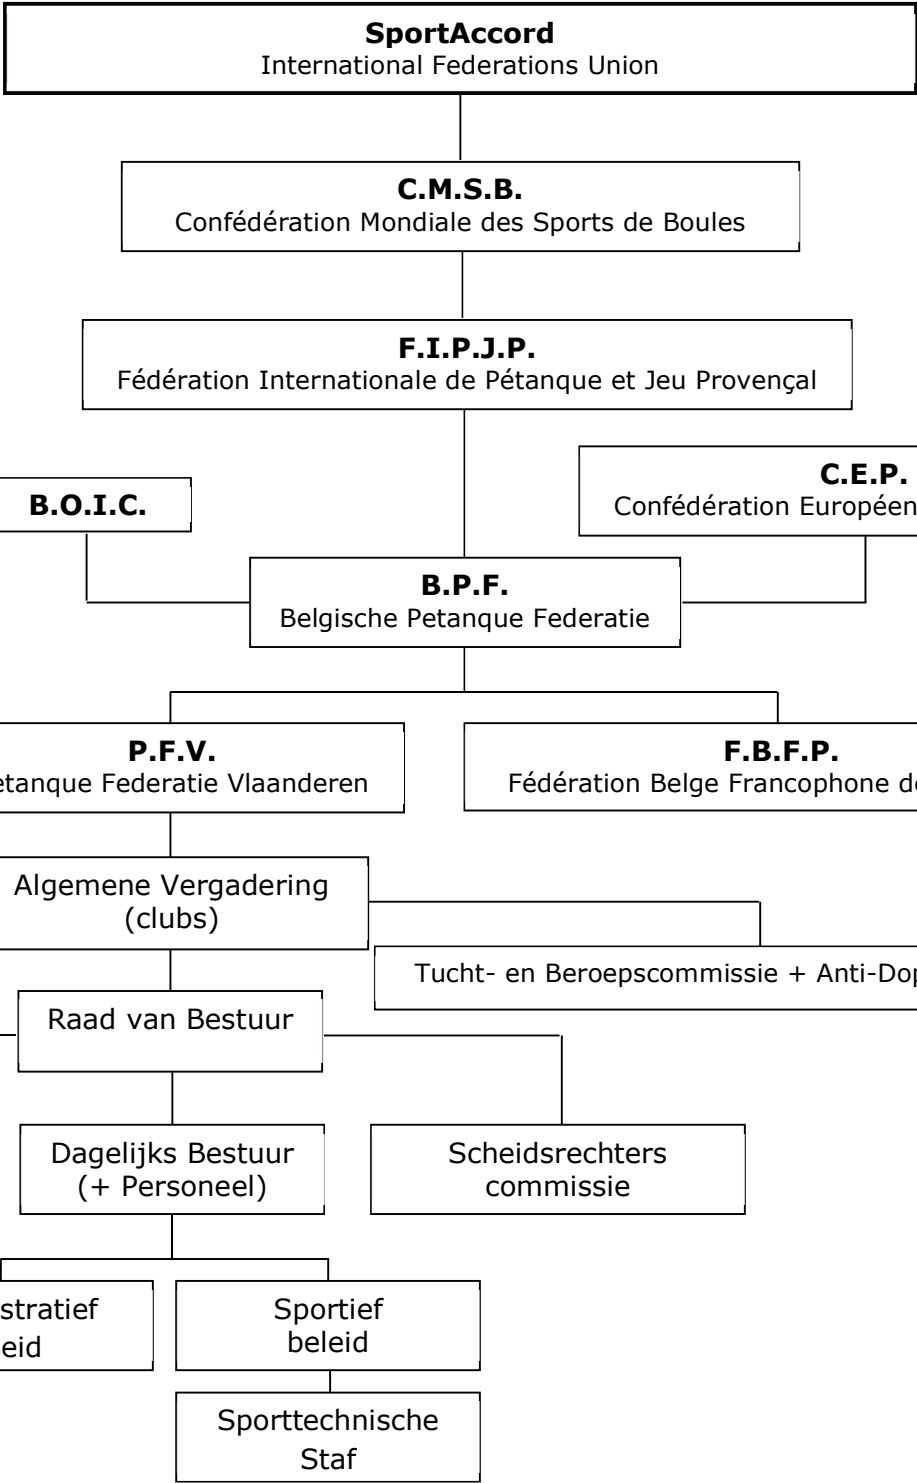 SportAccord
International Federations Union
C.M.S.B.
Confédération Mondiale des Sports de Boules
F.I.P.J.P.
Fédération Internationale de Pétanque et Jeu Provençal
B.O.I.C.
C.E.P.
Confédération Européen
B.P.F.
Belgische Petanque Federatie
P.F.V.
etanque Federatie Vlaanderen
F.B.F.P.
Fédération Belge Francophone de
Algemene Vergadering
(clubs)
Tucht- en Beroepscommissie + Anti-Dop
Raad van Bestuur
Dagelijks Bestuur
(+ Personeel)
Scheidsrechters
commissie
stratief
eid
Sportief
beleid
Sporttechnische
Staf